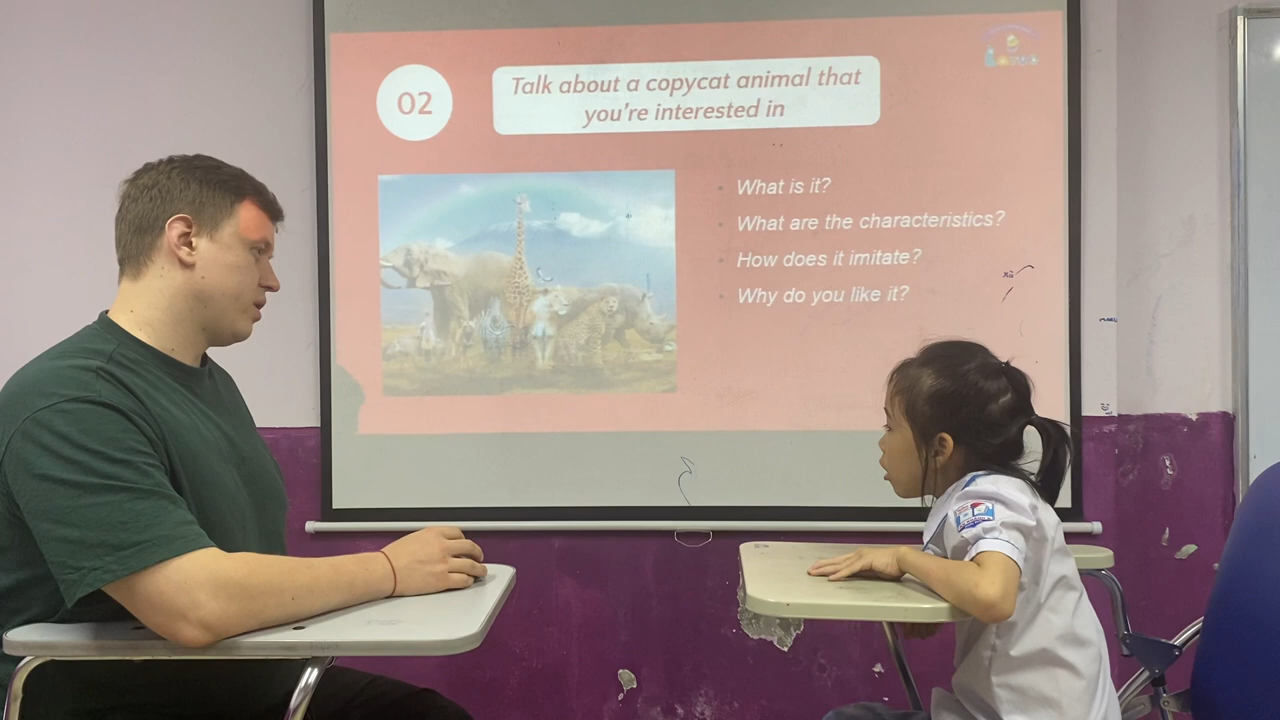 02
Talk about a copycat animal that
you're interested in
What is it?
What are the characteristics?
How does it imitate?
Why do you like it?